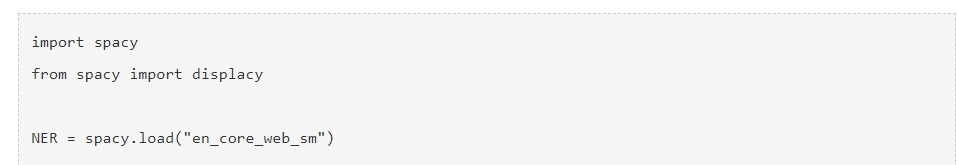 import spacy
from spacy import displacy
NER = spacy.load("en_core_web_sm")